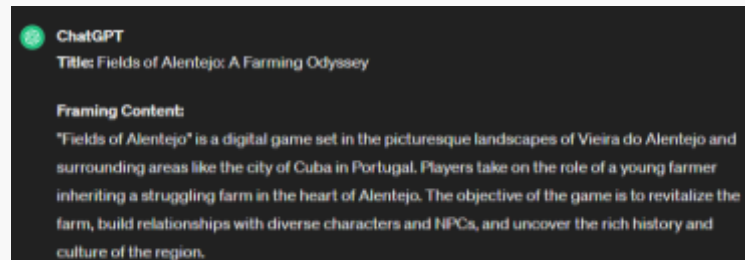 ChatGPT
Title: Fields of Alentejo: A Farming Odyssey
Framing Content:
"Fields of Alentejo" is a digital game set in the picturesque landscapes of Vieira do Alentejo and
surrounding areas like the city of Cuba in Portugal. Players take on the role of a young farmer
inheriting a struggling farm in the heart of Alentejo. The objective of the game is to revitalize the
farm, build relationships with diverse characters and NPCs, and uncover the rich history and
culture of the region.